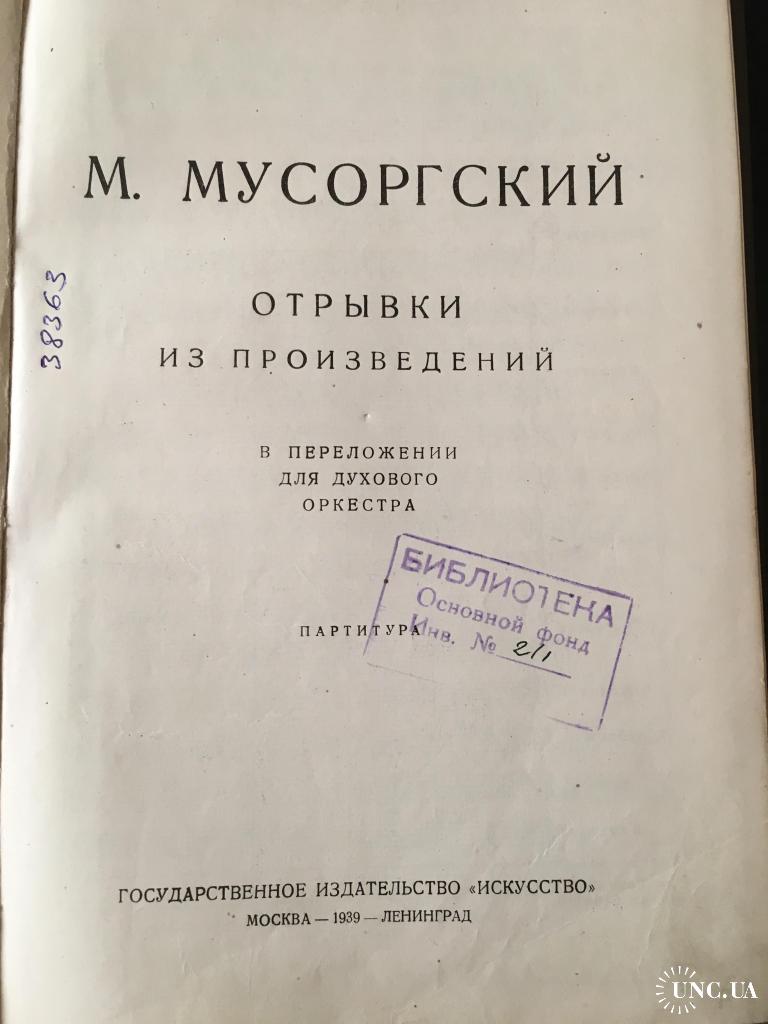 М. МУСОРГСКИЙ
38363
ОТРЫВКИ
ИЗ ПРОИЗВЕДЕНИЙ
В ПЕРЕЛОЖЕНИИ
ДЛЯ ДУХОВОГО
ОРКЕСТРА
БИБЛИОТЕКА
Основной фонд
Инв. № 211
ПАРТИТУРА
ГОСУДАРСТВЕННОЕ ИЗДАТЕЛЬСТВО «ИСКУССТВО»
МОСКВА — 1939 — ЛЕНИНГРАД
UNC.UA